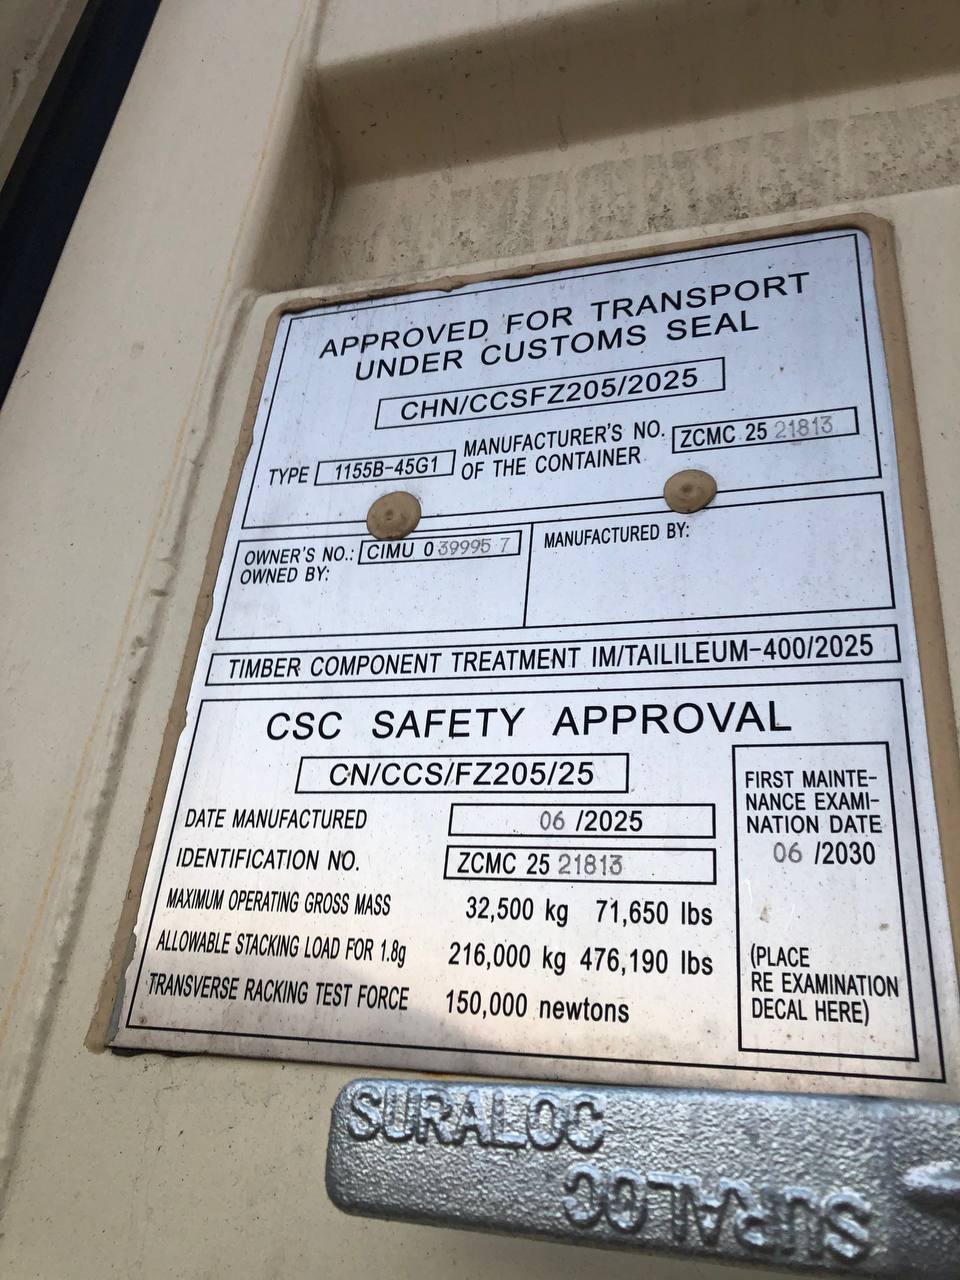 APPROVED FOR TRANSPORT
UNDER CUSTOMS SEAL
CHN/CCSFZ205/2025
TYPE 1155B-45G1 MANUFACTURER'S NO. OF THE CONTAINER ZCMC 25 21813
OWNER'S NO.: CIMU 039995 7
OWNED BY:
MANUFACTURED BY:
TIMBER COMPONENT TREATMENT IM/TAILILEUM-400/2025
CSC SAFETY APPROVAL
CN/CCS/FZ205/25
DATE MANUFACTURED 06 /2025
IDENTIFICATION NO. ZCMC 25 21813
MAXIMUM OPERATING GROSS MASS 32,500 kg 71,650 lbs
ALLOWABLE STACKING LOAD FOR 1.8g 216,000 kg 476,190 lbs
TRANSVERSE RACKING TEST FORCE 150,000 newtons
FIRST MAINTE-
NANCE EXAMI-
NATION DATE
06 /2030
(PLACE
RE EXAMINATION
DECAL HERE)
SURALOC
SURALOC